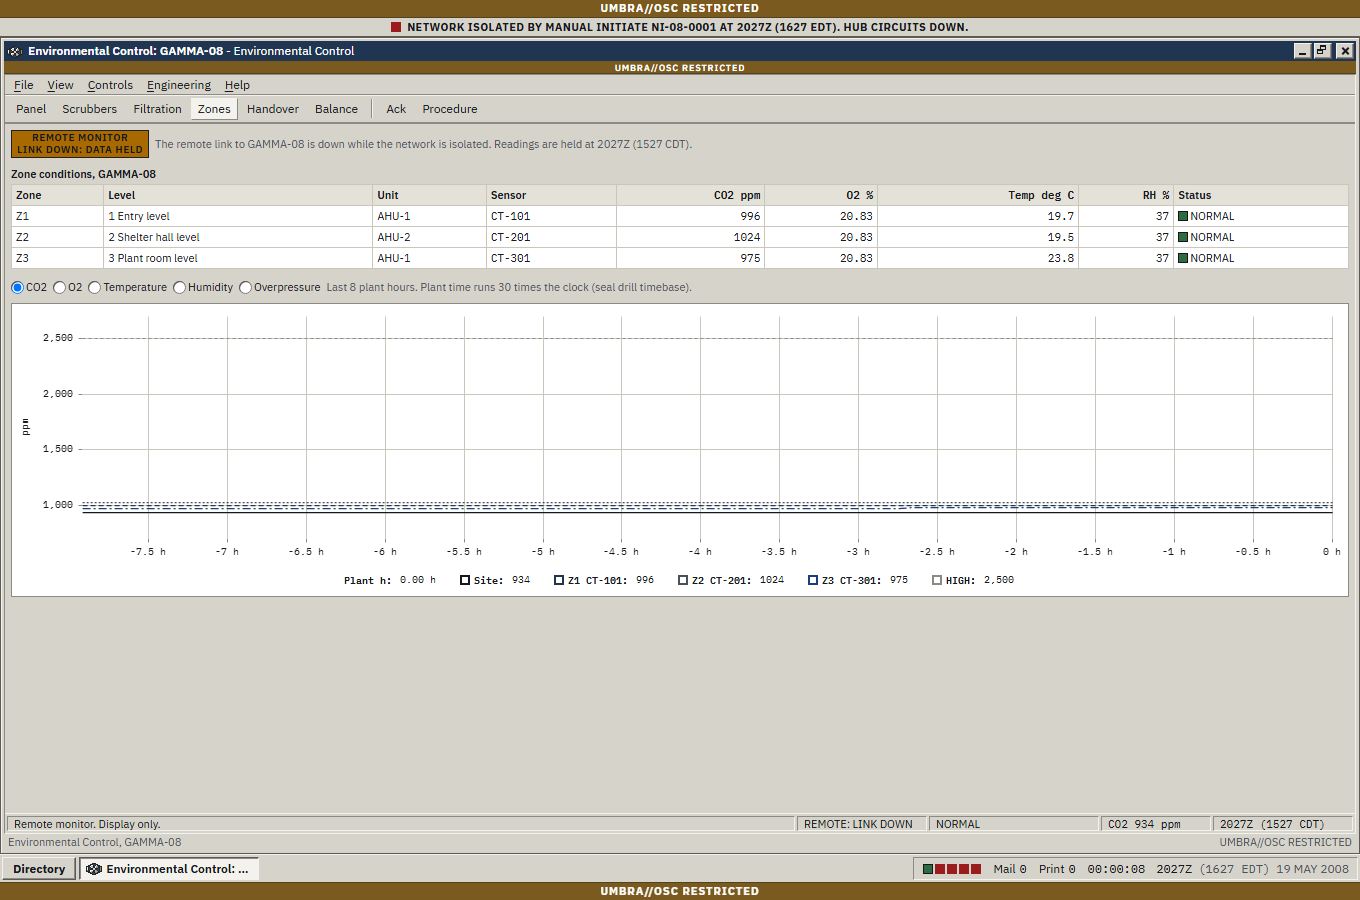 UMBRA//OSC RESTRICTED
NETWORK ISOLATED BY MANUAL INITIATE NI-08-0001 AT 2027Z (1627 EDT). HUB CIRCUITS DOWN.
Environmental Control: GAMMA-08 - Environmental Control
UMBRA//OSC RESTRICTED
File View Controls Engineering Help
Panel Scrubbers Filtration Zones Handover Balance Ack Procedure
REMOTE MONITOR
LINK DOWN: DATA HELD
The remote link to GAMMA-08 is down while the network is isolated. Readings are held at 2027Z (1527 CDT).
Zone conditions, GAMMA-08
Zone Level Unit Sensor CO2 ppm O2 % Temp deg C RH % Status
Z1 1 Entry level AHU-1 CT-101 996 20.83 19.7 37 NORMAL
Z2 2 Shelter hall level AHU-2 CT-201 1024 20.83 19.5 37 NORMAL
Z3 3 Plant room level AHU-1 CT-301 975 20.83 23.8 37 NORMAL
CO2 O2 Temperature Humidity Overpressure Last 8 plant hours. Plant time runs 30 times the clock (seal drill timebase).
2,500
2,000
1,500
1,000
ppm
-7.5 h -7 h -6.5 h -6 h -5.5 h -5 h -4.5 h -4 h -3.5 h -3 h -2.5 h -2 h -1.5 h -1 h -0.5 h 0 h
Plant h: 0.00 h Site: 934 Z1 CT-101: 996 Z2 CT-201: 1024 Z3 CT-301: 975 HIGH: 2,500
Remote monitor. Display only. REMOTE: LINK DOWN NORMAL CO2 934 ppm 2027Z (1527 CDT)
Environmental Control, GAMMA-08 UMBRA//OSC RESTRICTED
Directory Environmental Control: ... Mail 0 Print 0 00:00:08 2027Z (1627 EDT) 19 MAY 2008
UMBRA//OSC RESTRICTED